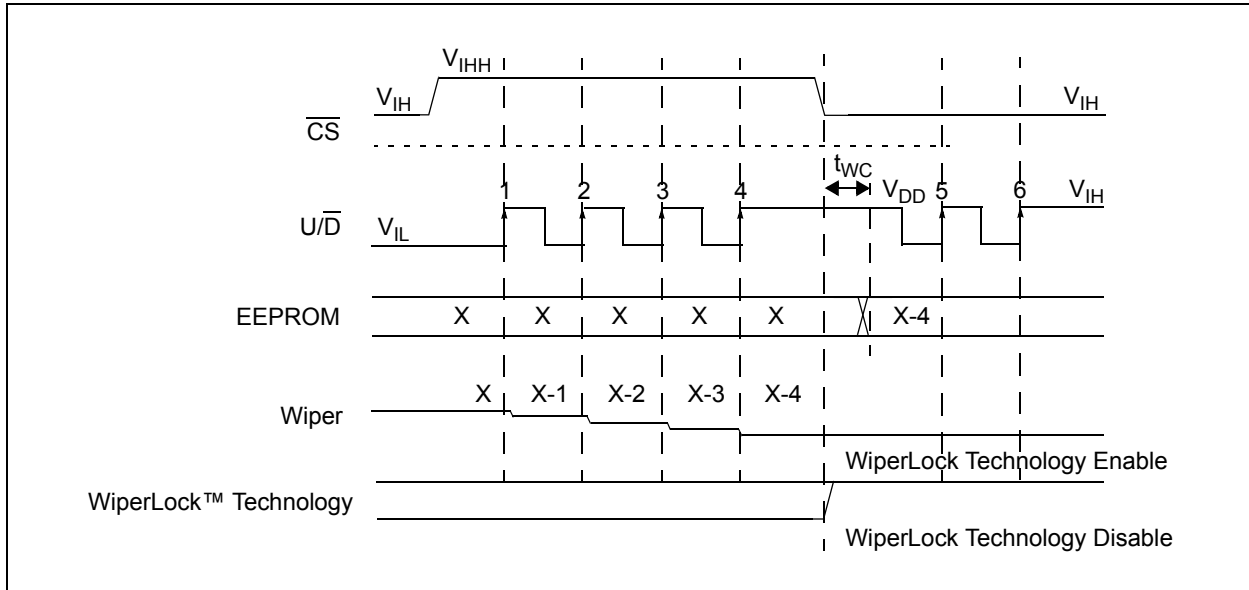 V_IHH
V_IH V_IH
C̅S̅
t_WC
1 2 3 4 V_DD 5 6 V_IH
U/D̅ V_IL
EEPROM X X X X X X-4
X X-1 X-2 X-3 X-4
Wiper
WiperLock Technology Enable
WiperLock™ Technology
WiperLock Technology Disable